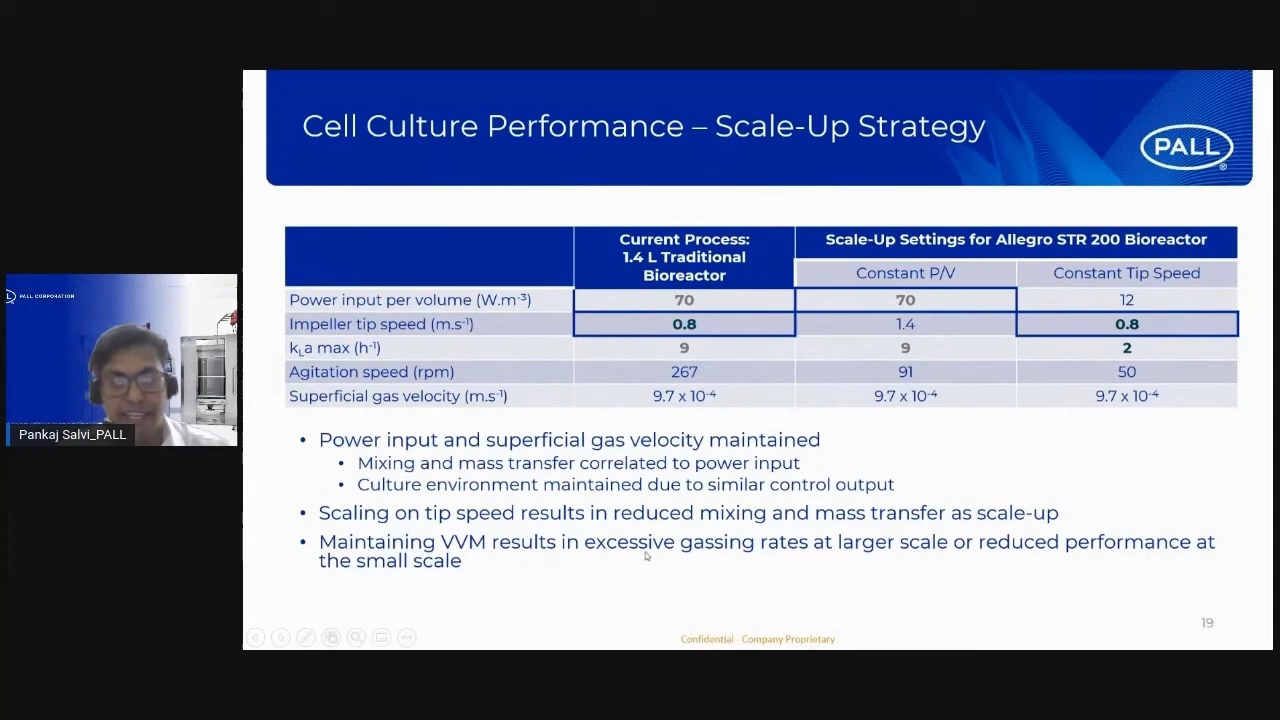 Cell Culture Performance – Scale-Up Strategy
PALL
®
Current Process:
1.4 L Traditional
Bioreactor
Scale-Up Settings for Allegro STR 200 Bioreactor
Constant P/V
Constant Tip Speed
Power input per volume (W.m⁻³) 70 70 12
Impeller tip speed (m.s⁻¹) 0.8 1.4 0.8
kLa max (h⁻¹) 9 9 2
Agitation speed (rpm) 267 91 50
Superficial gas velocity (m.s⁻¹) 9.7 x 10⁻⁴ 9.7 x 10⁻⁴ 9.7 x 10⁻⁴
• Power input and superficial gas velocity maintained
• Mixing and mass transfer correlated to power input
• Culture environment maintained due to similar control output
• Scaling on tip speed results in reduced mixing and mass transfer as scale-up
• Maintaining VVM results in excessive gassing rates at larger scale or reduced performance at
the small scale
19
Confidential - Company Proprietary
PALL CORPORATION
Pankaj Salvi_PALL